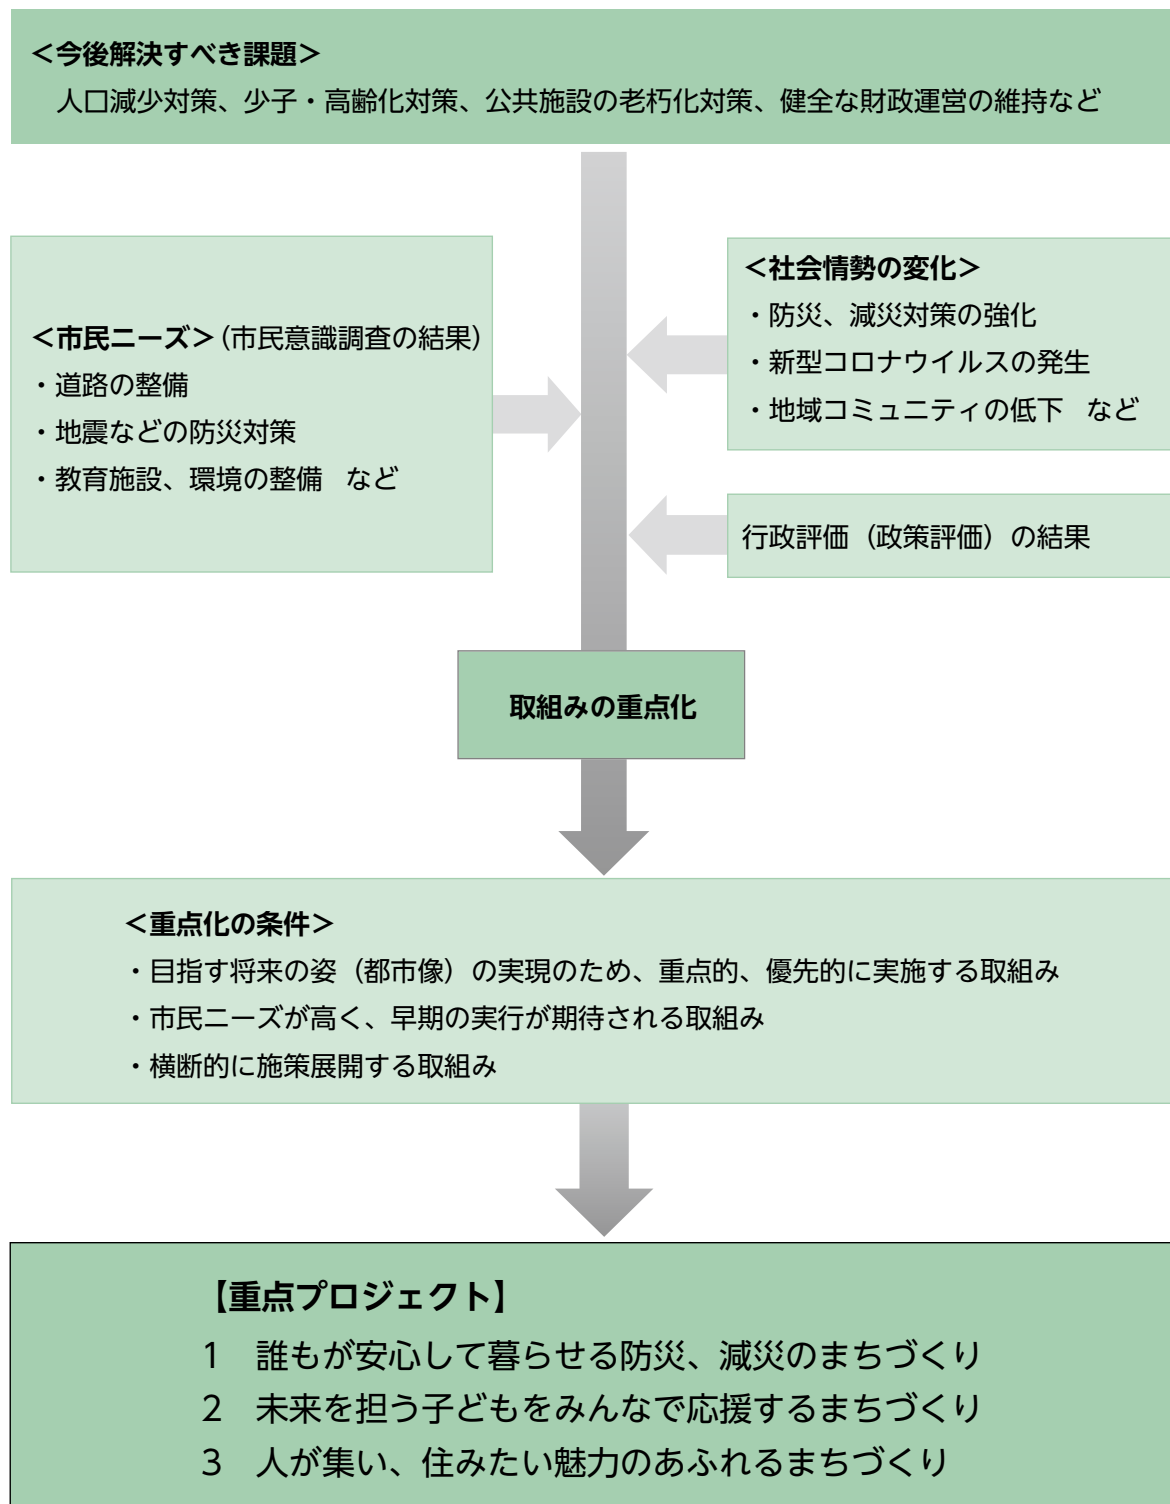 ＜今後解決すべき課題＞
人口減少対策、少子・高齢化対策、公共施設の老朽化対策、健全な財政運営の維持など
＜市民ニーズ＞（市民意識調査の結果）
・道路の整備
・地震などの防災対策
・教育施設、環境の整備　など
＜社会情勢の変化＞
・防災、減災対策の強化
・新型コロナウイルスの発生
・地域コミュニティの低下　など
行政評価（政策評価）の結果
取組みの重点化
＜重点化の条件＞
・目指す将来の姿（都市像）の実現のため、重点的、優先的に実施する取組み
・市民ニーズが高く、早期の実行が期待される取組み
・横断的に施策展開する取組み
【重点プロジェクト】
1　誰もが安心して暮らせる防災、減災のまちづくり
2　未来を担う子どもをみんなで応援するまちづくり
3　人が集い、住みたい魅力のあふれるまちづくり